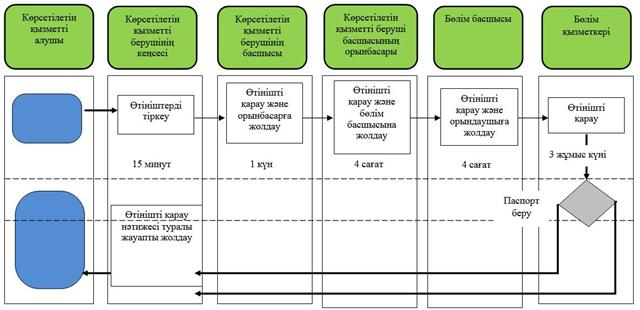 Көрсетілетін
қызметті
алушы
Көрсетілетін
қызметті
берушінің
кеңсесі
Көрсетілетін
қызметті
берушінің
басшысы
Көрсетілетін
қызметті беруші
басшысының
орынбасары
Бөлім басшысы
Бөлім
қызметкері
Өтініштерді
тіркеу
Өтінішті
қарау және
орынбасарға
жолдау
Өтінішті
қарау және
бөлім
басшысына
жолдау
Өтінішті
қарау және
орындаушыға
жолдау
Өтінішті
қарау
15 минут
1 күн
4 сағат
4 сағат
3 жұмыс күні
Паспорт
беру
Өтінішті қарау
нәтижесі туралы
жауапты жолдау